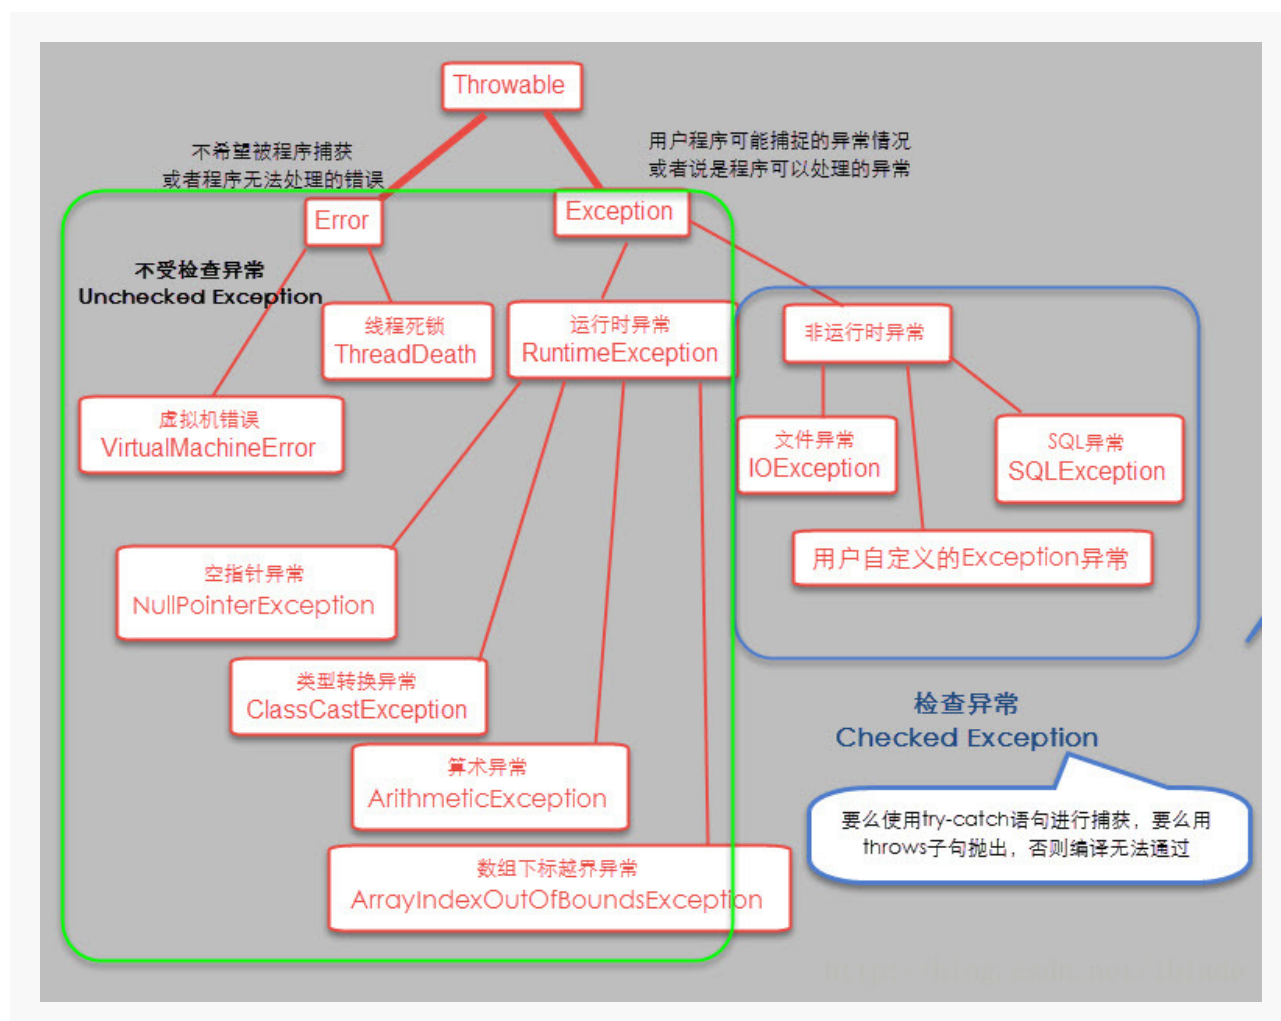 Throwable
不希望被程序捕获
或者程序无法处理的错误
用户程序可能捕捉的异常情况
或者说是程序可以处理的异常
Error
Exception
不受检查异常
Unchecked Exception
线程死锁
ThreadDeath
运行时异常
RuntimeException
非运行时异常
虚拟机错误
VirtualMachineError
文件异常
IOException
SQL异常
SQLException
用户自定义的Exception异常
空指针异常
NullPointerException
类型转换异常
ClassCastException
算术异常
ArithmeticException
数组下标越界异常
ArrayIndexOutOfBoundsException
检查异常
Checked Exception
要么使用try-catch语句进行捕获，要么用
throws子句抛出，否则编译无法通过